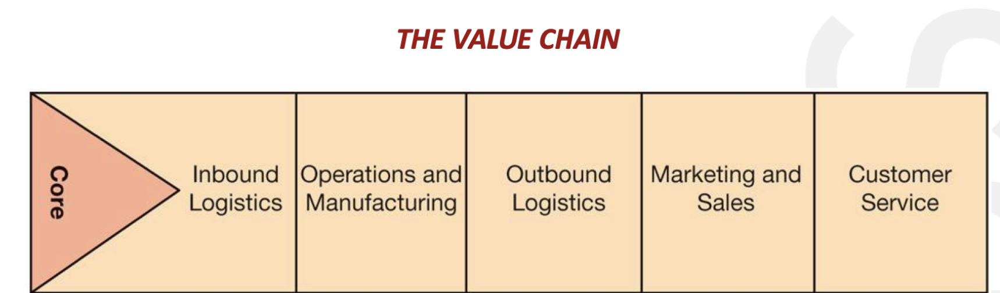 THE VALUE CHAIN
Core
Inbound
Logistics
Operations and
Manufacturing
Outbound
Logistics
Marketing and
Sales
Customer
Service